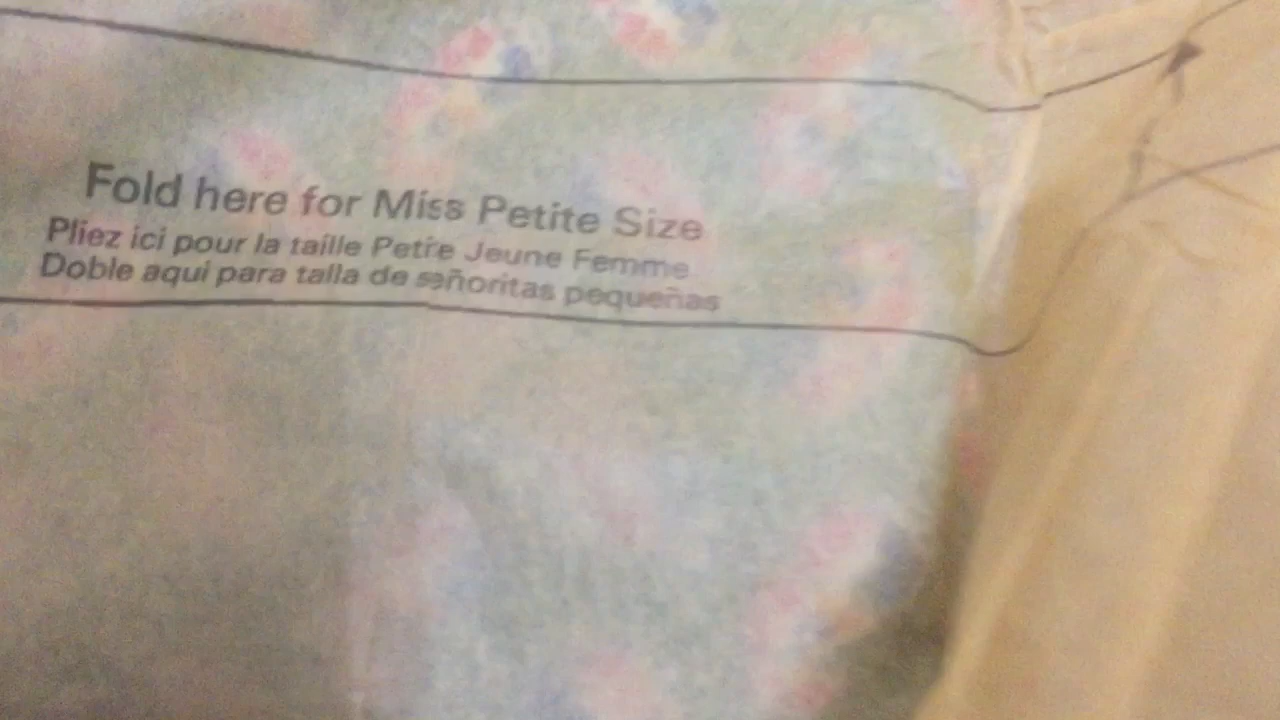 Fold here for Miss Petite Size
Pliez ici pour la taille Petite Jeune Femme
Doble aqui para talla de señoritas pequeñas